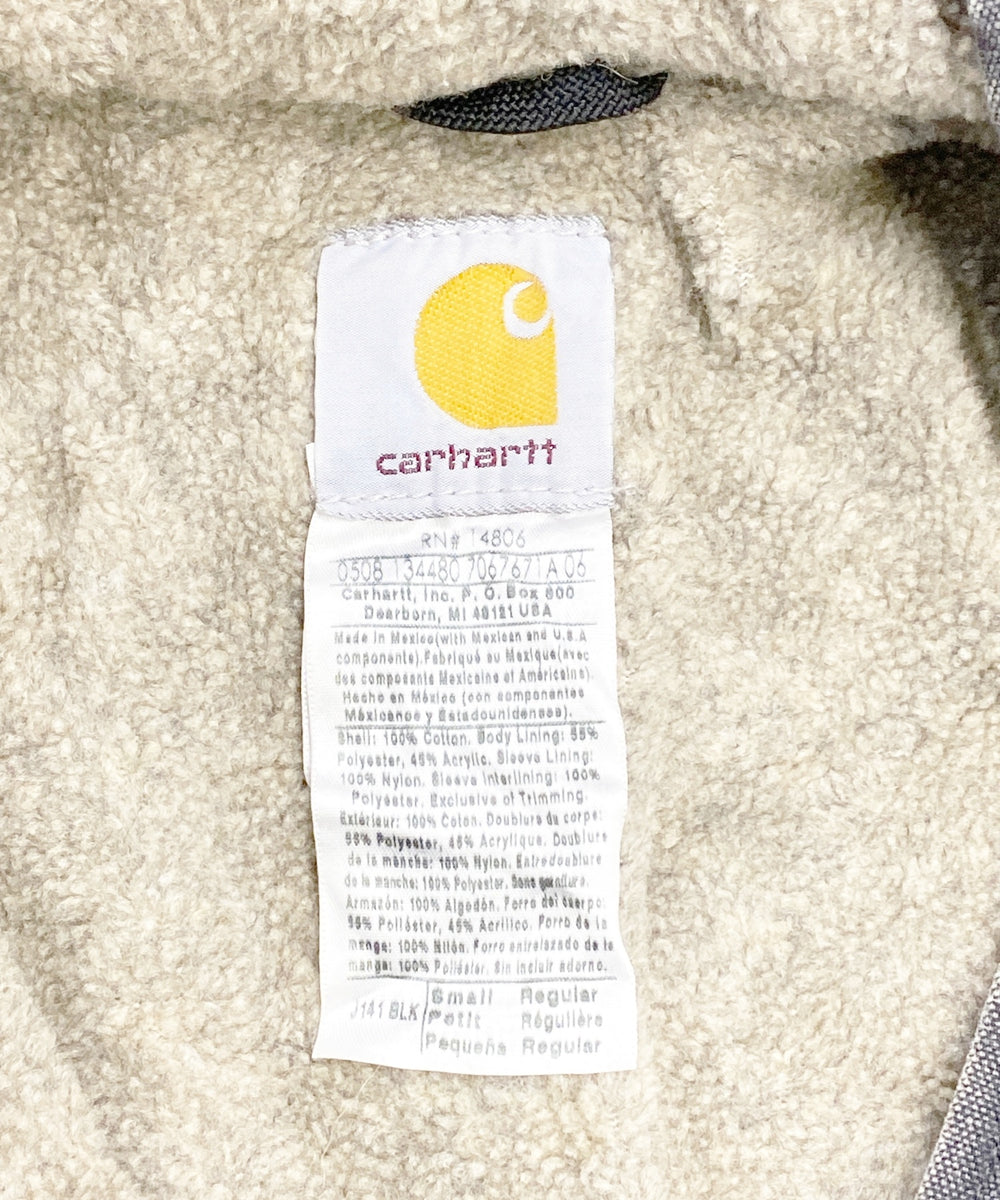 carhartt
RN# 14806
0508 134480 7067671A 06
Carhartt, Inc. P. O. Box 600
Dearborn, MI 48121 USA
Made in Mexico(with Mexican and U.S.A
components).Fabriqué au Mexique(avec
des composants Mexicains et Américains).
Hecho en México (con componentes
Méxicanos y Estadounidenses).
Shell: 100% Cotton. Body Lining: 55%
Polyester, 45% Acrylic. Sleeve Lining:
100% Nylon. Sleeve Interlining: 100%
Polyester. Exclusive of Trimming.
Extérieur: 100% Coton. Doublure du corps:
55% Polyester, 45% Acrylique. Doublure
de la manche: 100% Nylon. Entredoublure
de la manche: 100% Polyester. Sans garniture.
Armazón: 100% Algodón. Forro del cuerpo:
55% Poliéster, 45% Acrílico. Forro de la
manga: 100% Nilón. Forro entrelazado de la
manga: 100% Poliéster. Sin incluir adorno.
J141 BLK Small Regular
Petit Régulière
Pequeña Regular